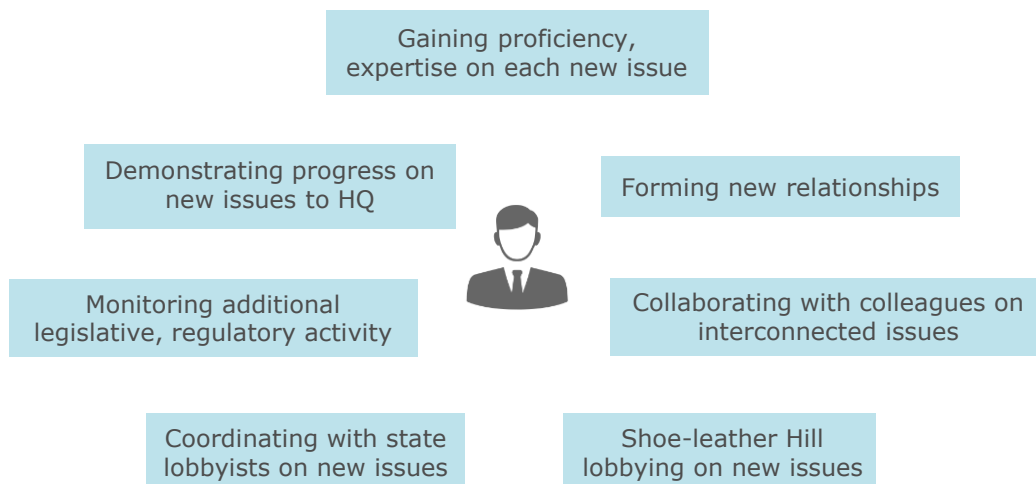 Gaining proficiency,
expertise on each new issue
Demonstrating progress on
new issues to HQ
Forming new relationships
Monitoring additional
legislative, regulatory activity
Collaborating with colleagues on
interconnected issues
Coordinating with state
lobbyists on new issues
Shoe-leather Hill
lobbying on new issues